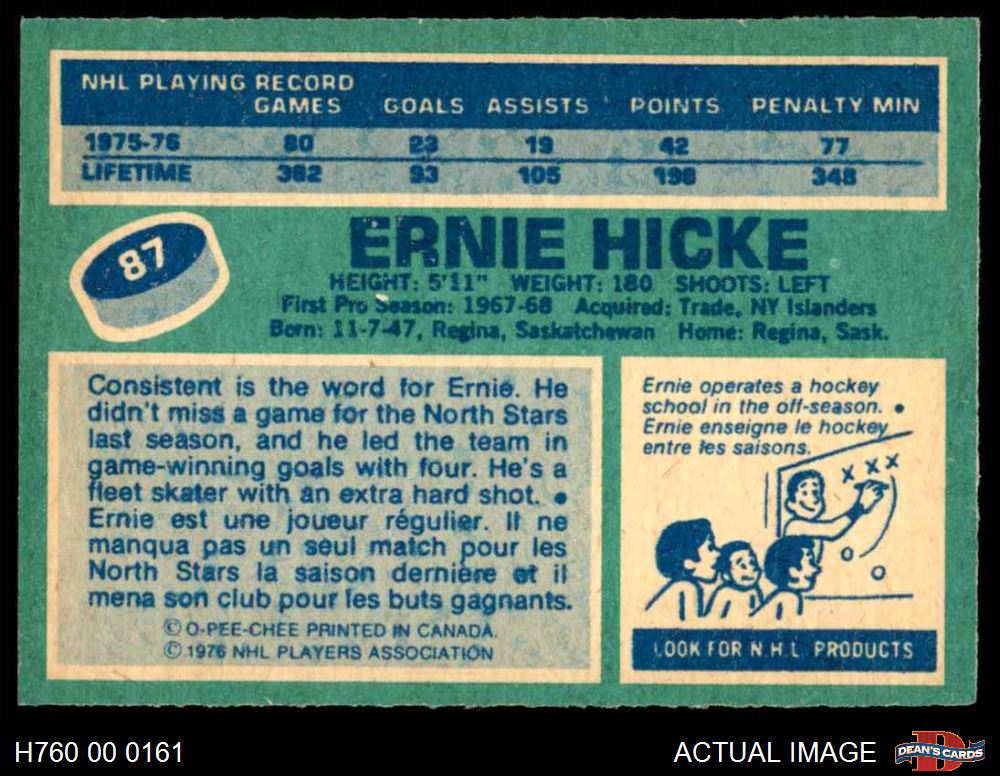 NHL PLAYING RECORD
GAMES GOALS ASSISTS POINTS PENALTY MIN
1975-76 80 23 19 42 77
LIFETIME 362 93 105 198 348
87
ERNIE HICKE
HEIGHT: 5'11" WEIGHT: 180 SHOOTS: LEFT
First Pro Season: 1967-68 Acquired: Trade, NY Islanders
Born: 11-7-47, Regina, Saskatchewan Home: Regina, Sask.
Consistent is the word for Ernie. He
didn't miss a game for the North Stars
last season, and he led the team in
game-winning goals with four. He's a
fleet skater with an extra hard shot. •
Ernie est une joueur régulier. Il ne
manqua pas un seul match pour les
North Stars la saison dernière et il
mena son club pour les buts gagnants.
© O-PEE-CHEE PRINTED IN CANADA.
© 1976 NHL PLAYERS ASSOCIATION
Ernie operates a hockey
school in the off-season. •
Ernie enseigne le hockey
entre les saisons.
X X X
LOOK FOR N.H.L PRODUCTS
H760 00 0161
ACTUAL IMAGE
D
DEAN'S CARDS